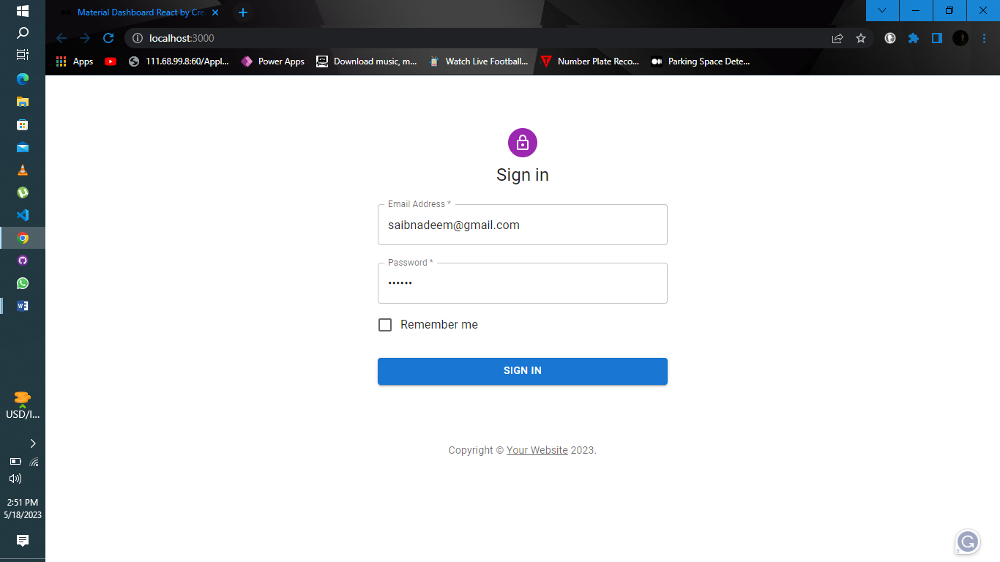 Material Dashboard React by Cre
localhost:3000
Apps
111.68.99.8:60/Appl...
Power Apps
Download music, m...
Watch Live Football...
Number Plate Reco...
Parking Space Dete...
Sign in
Email Address *
saibnadeem@gmail.com
Password *
••••••
Remember me
SIGN IN
Copyright © Your Website 2023.
USD/I...
2:51 PM
5/18/2023